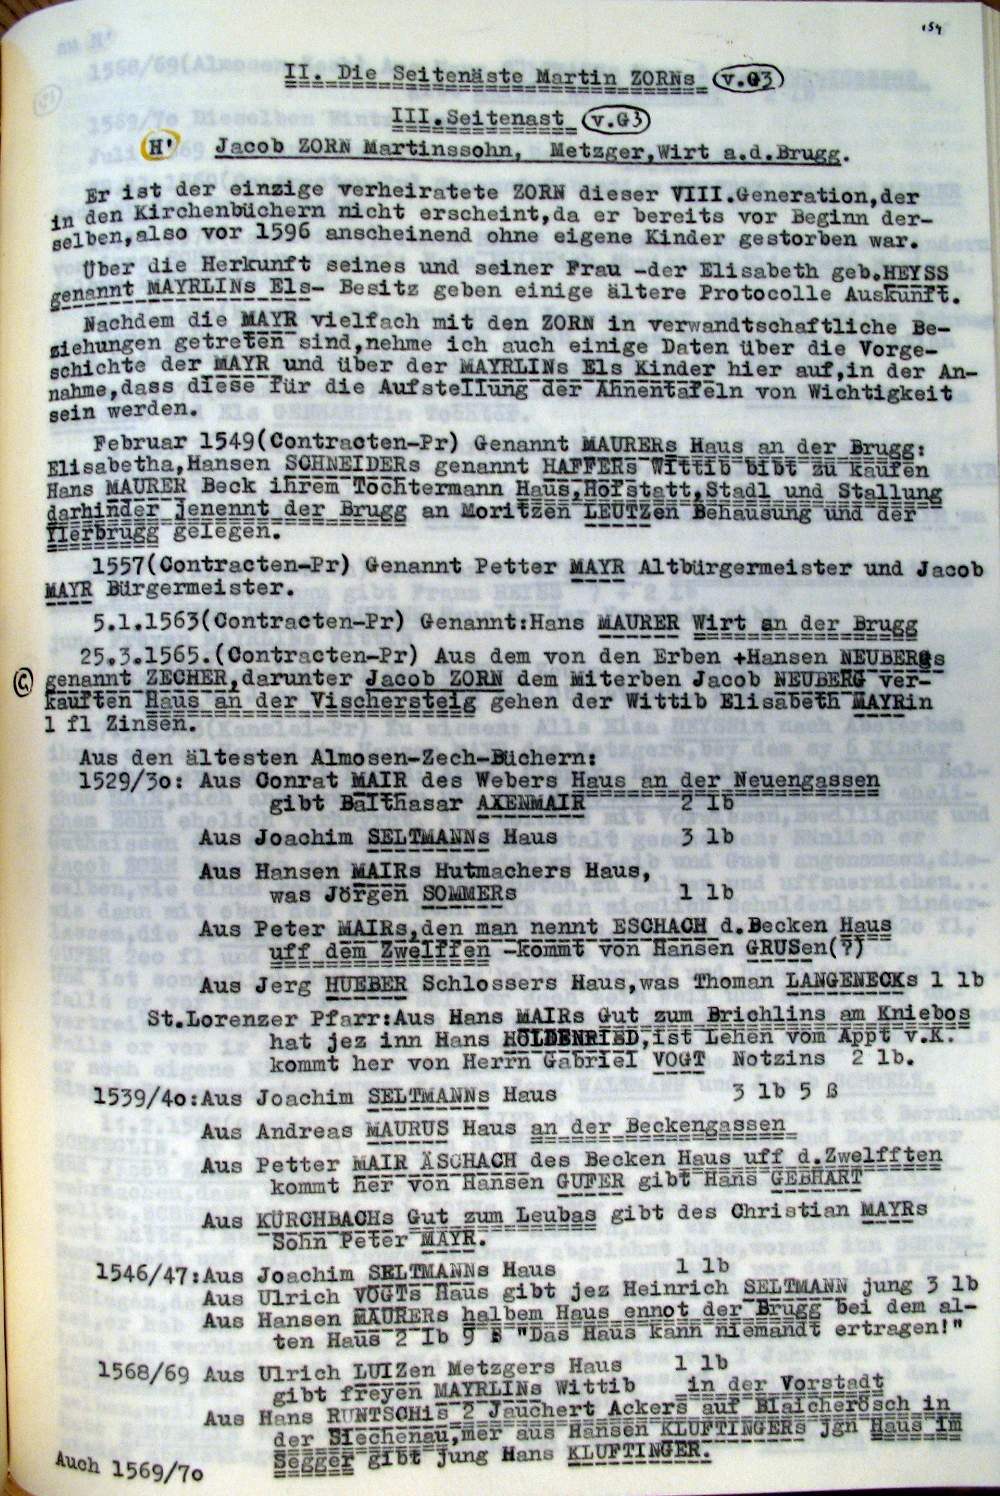 154
II. Die Seitenäste Martin ZORNs (v.G3)
III.Seitenast (v.G3)
H' Jacob ZORN Martinssohn, Metzger,Wirt a.d.Brugg.
Er ist der einzige verheiratete ZORN dieser VIII.Generation,der
in den Kirchenbüchern nicht erscheint,da er bereits vor Beginn der-
selben,also vor 1596 anscheinend ohne eigene Kinder gestorben war.
Über die Herkunft seines und seiner Frau -der Elisabeth geb.HEYSS
genannt MAYRLINs Els- Besitz geben einige ältere Protocolle Auskunft.
Nachdem die MAYR vielfach mit den ZORN in verwandtschaftliche Be-
ziehungen getreten sind,nehme ich auch einige Daten über die Vorge-
schichte der MAYR und über der MAYRLINs Els Kinder hier auf,in der An-
nahme,dass diese für die Aufstellung der Ahnentafeln von Wichtigkeit
sein werden.
Februar 1549(Contracten-Pr) Genannt MAURERs Haus an der Brugg:
Elisabetha,Hansen SCHNEIDERs genannt HAFFERs Wittib bibt zu kaufen
Hans MAURER Beck ihrem Tochtermann Haus,Hofstatt,Stadl und Stallung
darhinder jenennt der Brugg an Moritzen LEUTZen Behausung und der
Yierbrugg gelegen.
1557(Contracten-Pr) Genannt Petter MAYR Altbürgermeister und Jacob
MAYR Bürgermeister.
5.1.1563(Contracten-Pr) Genannt:Hans MAURER Wirt an der Brugg
25.3.1565.(Contracten-Pr) Aus dem von den Erben +Hansen NEUBERgs
genannt ZECHER,darunter Jacob ZORN dem Miterben Jacob NEUBERG ver-
kauften Haus an der Vischersteig gehen der Wittib Elisabeth MAYRin
1 fl Zinsen.
Aus den ältesten Almosen-Zech-Büchern:
1529/30: Aus Conrat MAIR des Webers Haus an der Neuengassen
gibt Balthasar AXENMAIR 2 lb
Aus Joachim SELTMANNs Haus 3 lb
Aus Hansen MAIRs Hutmachers Haus,
was Jörgen SOMMERs 1 lb
Aus Peter MAIRs,den man nennt ESCHACH d.Becken Haus
uff dem Zwelffen -kommt von Hansen GRUSen(?)
Aus Jerg HUEBER Schlossers Haus,was Thoman LANGENECKs 1 lb
St.Lorenzer Pfarr:Aus Hans MAIRs Gut zum Brichlins am Kniebos
hat jez inn Hans HOLDENRIED,ist Lehen vom Appt v.K.
kommt her von Herrn Gabriel VOGT Notzins 2 lb.
1539/40:Aus Joachim SELTMANNs Haus 3 lb 5 ß
Aus Andreas MAURUS Haus an der Beckengassen
Aus Petter MAIR ÄSCHACH des Becken Haus uff d.Zwelfften
kommt her von Hansen GUFER gibt Hans GEBHART
Aus KÜRCHBACHs Gut zum Leubas gibt des Christian MAYRs
Sohn Peter MAYR.
1546/47:Aus Joachim SELTMANNs Haus 1 lb
Aus Ulrich VOGTs Haus gibt jez Heinrich SELTMANN jung 3 lb
Aus Hansen MAURERs halbem Haus ennot der Brugg bei dem al-
ten Haus 2 lb 9 ß "Das Haus kann niemandt ertragen!"
1568/69 Aus Ulrich LUIZen Metzgers Haus 1 lb
gibt freyen MAYRLINs Wittib in der Vorstadt
Aus Hans RUNTSCHis 2 Jauchert Ackers auf Blaicherösch in
der Siechenau,mer aus Hansen KLUFTINGERs jgn Haus im
Segger gibt jung Hans KLUFTINGER.
Auch 1569/70